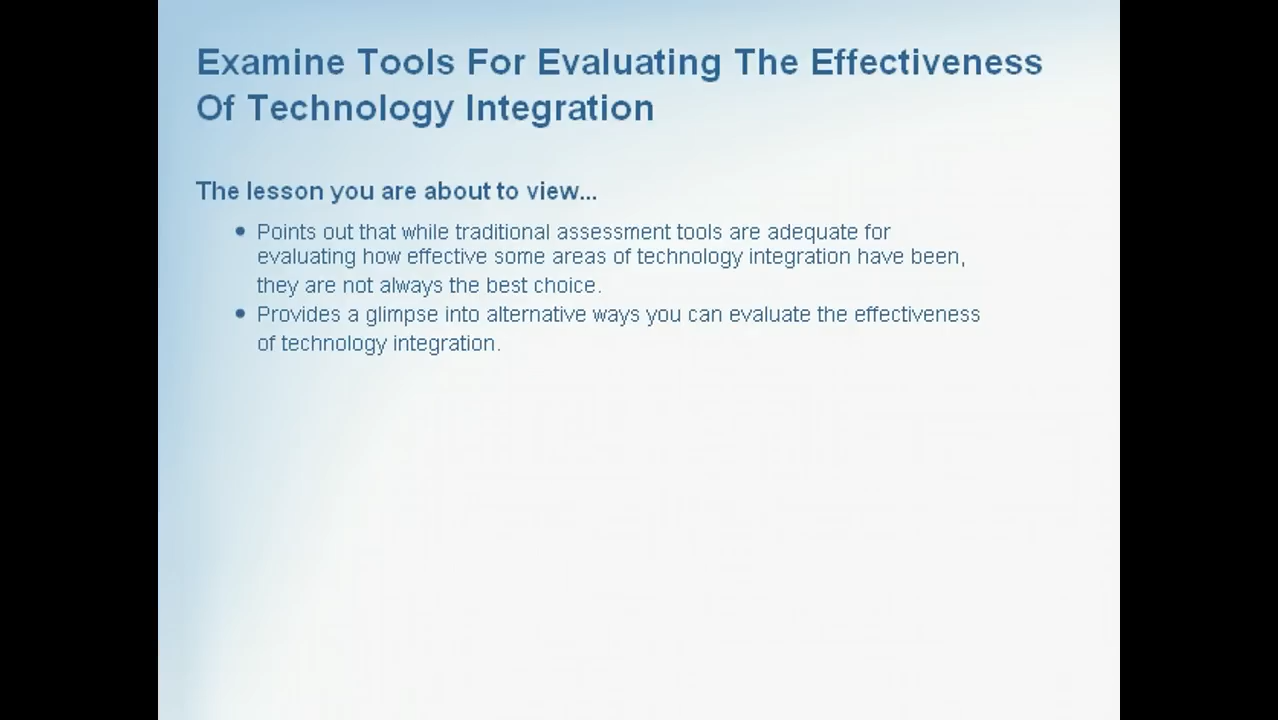 Examine Tools For Evaluating The Effectiveness
Of Technology Integration
The lesson you are about to view...
• Points out that while traditional assessment tools are adequate for
evaluating how effective some areas of technology integration have been,
they are not always the best choice.
• Provides a glimpse into alternative ways you can evaluate the effectiveness
of technology integration.